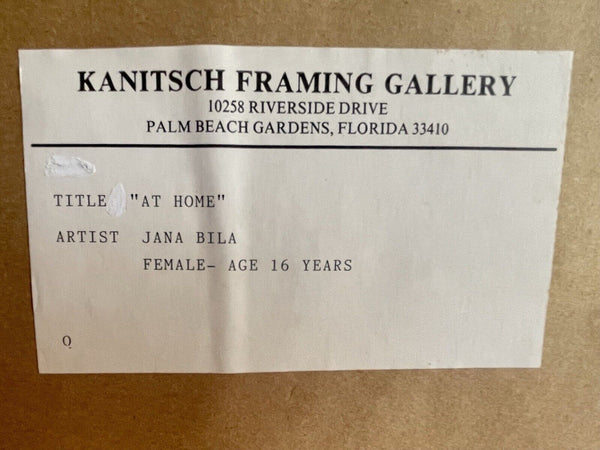 KANITSCH FRAMING GALLERY
10258 RIVERSIDE DRIVE
PALM BEACH GARDENS, FLORIDA 33410
TITLE "AT HOME"
ARTIST JANA BILA
FEMALE- AGE 16 YEARS
Q